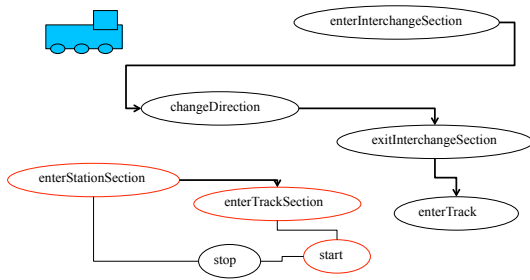 enterInterchangeSection
changeDirection
exitInterchangeSection
enterStationSection
enterTrackSection
enterTrack
stop
start